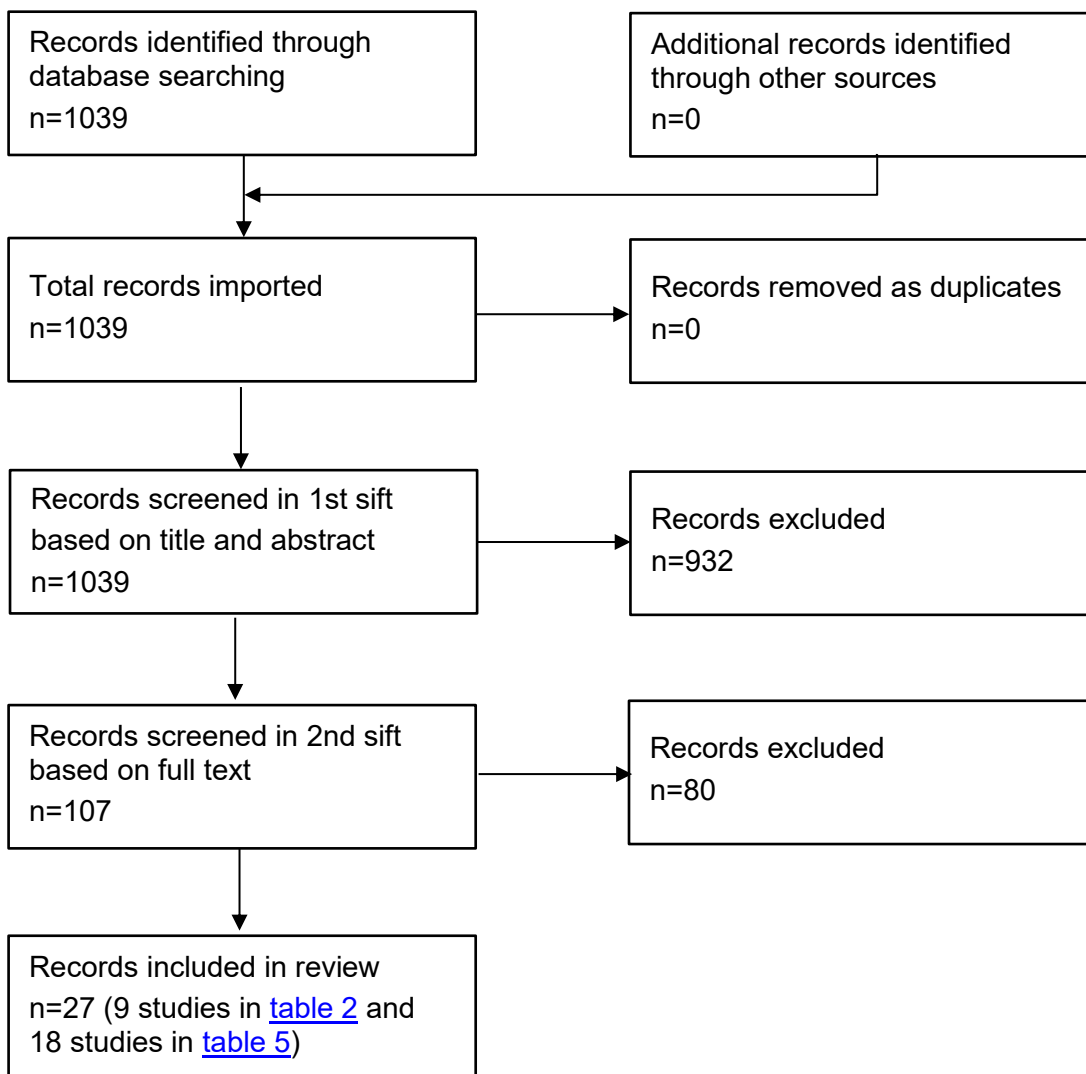 Records identified through
database searching
n=1039
Additional records identified
through other sources
n=0
Total records imported
n=1039
Records removed as duplicates
n=0
Records screened in 1st sift
based on title and abstract
n=1039
Records excluded
n=932
Records screened in 2nd sift
based on full text
n=107
Records excluded
n=80
Records included in review
n=27 (9 studies in table 2 and
18 studies in table 5)